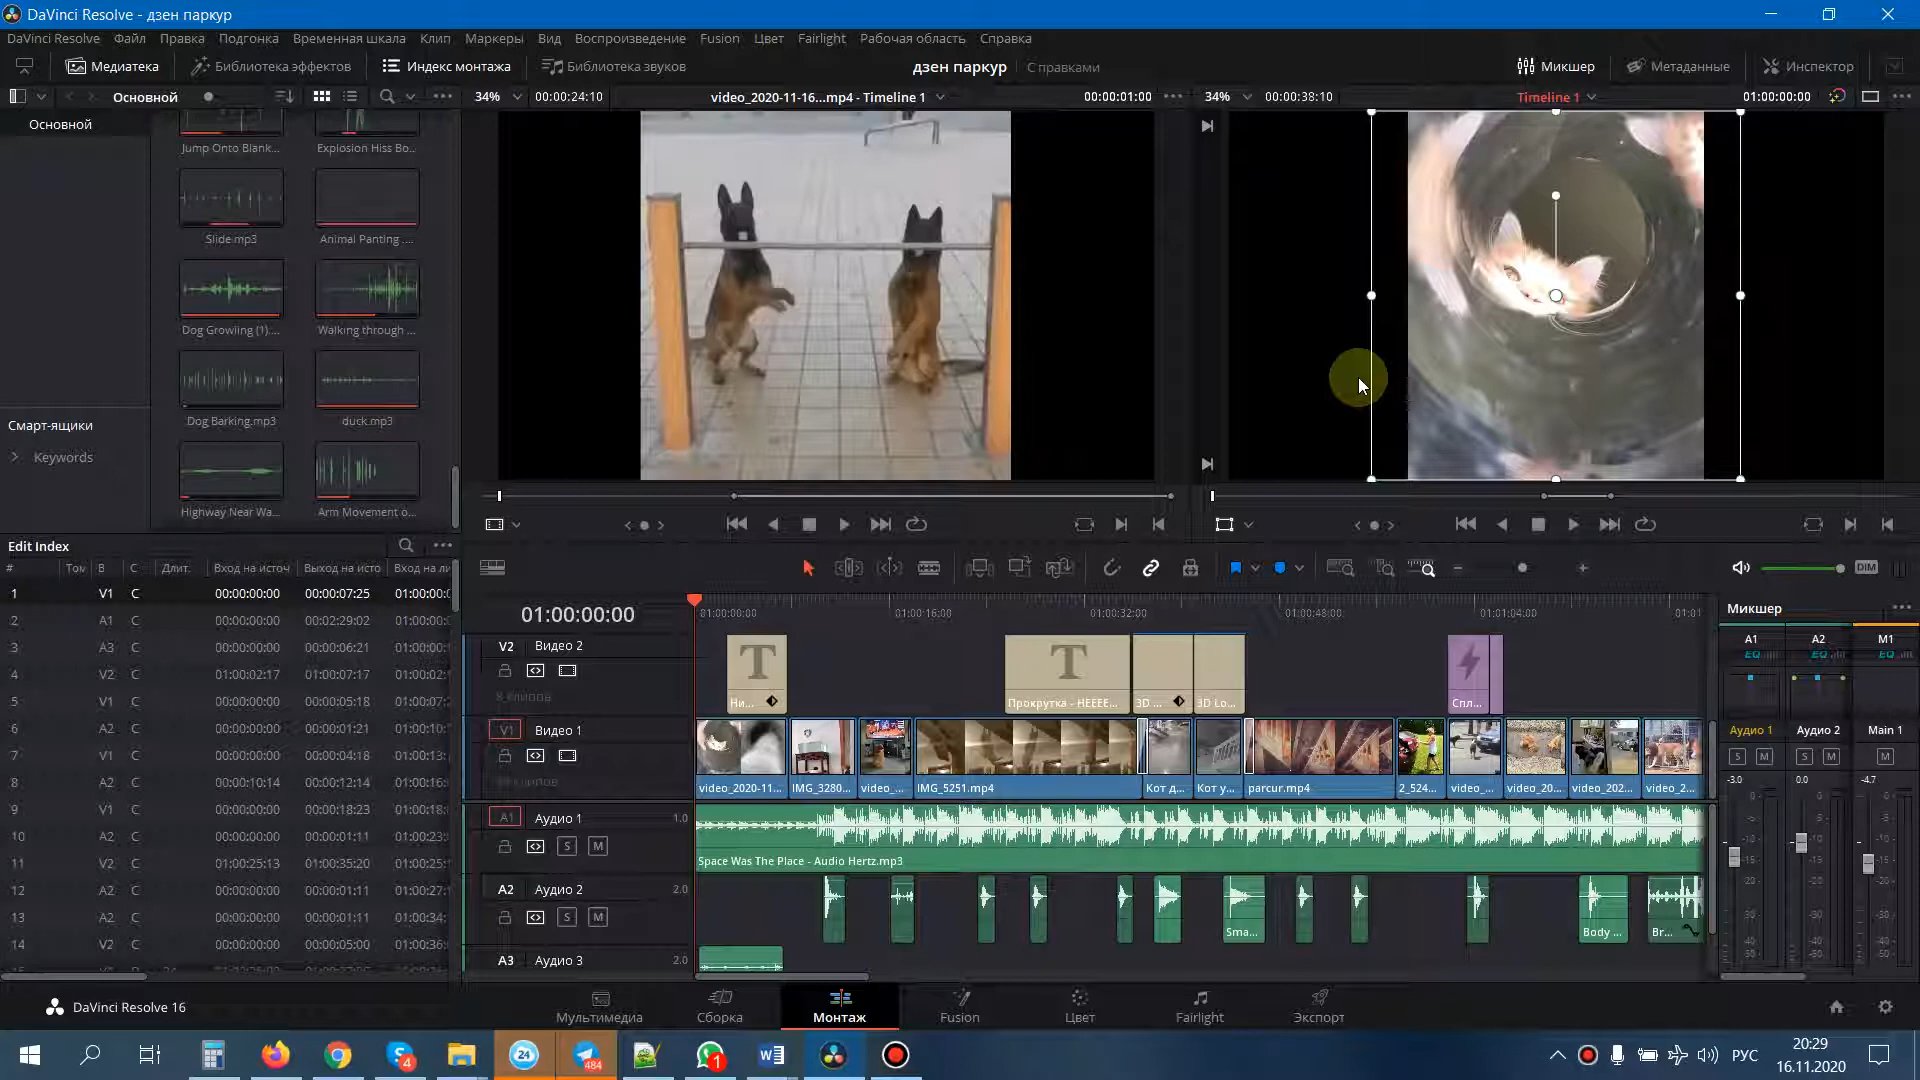 DaVinci Resolve - дзен паркур
DaVinci Resolve Файл Правка Подгонка Временная шкала Клип Маркеры Вид Воспроизведение Fusion Цвет Fairlight Рабочая область Справка
Медиатека Библиотека эффектов Индекс монтажа Библиотека звуков дзен паркур С правками Микшер Метаданные Инспектор
Основной 34% 00:00:24:10 video_2020-11-16...mp4 - Timeline 1 00:00:01:00 34% 00:00:38:10 Timeline 1 01:00:00:00
Основной
Jump Onto Blank... Explosion Hiss Bo...
Slide.mp3 Animal Panting ....
Dog Growling (1).... Walking through ...
Dog Barking.mp3 duck.mp3
Смарт-ящики
Keywords
Highway Near Wa... Arm Movement o...
Edit Index
# Том В С Длит. Вход на источ Выход на исто Вход на ли
1 V1 C 00:00:00:00 00:00:07:25 01:00:00:0
2 A1 C 00:00:00:00 00:02:29:02 01:00:00:
3 A3 C 00:00:00:00 00:00:06:21 01:00:00:
4 V2 C 01:00:02:17 01:00:07:17 01:00:02:
5 V1 C 00:00:00:00 00:00:05:18 01:00:07:
6 A2 C 00:00:00:00 00:00:01:21 01:00:10:
7 V1 C 00:00:00:00 00:00:04:18 01:00:13:
8 A2 C 00:00:10:14 00:00:12:14 01:00:16:
9 V1 C 00:00:00:00 00:00:18:23 01:00:18:
10 A2 C 00:00:00:00 00:00:01:11 01:00:23:
11 V2 C 01:00:25:13 01:00:35:20 01:00:25:
12 A2 C 00:00:00:00 00:00:01:11 01:00:27:
13 A2 C 00:00:00:00 00:00:01:11 01:00:34:
14 V2 C 00:00:00:00 00:00:05:00 01:00:36:
DIM
01:00:00:00
01:00:00:00 01:00:16:00 01:00:32:00 01:00:48:00 01:01:04:00 01:01
V2 Видео 2
8 клипов
Ни... Прокрутка - HEEEE... 3D ... 3D Lo... Спл...
V1 Видео 1
video_2020-11... IMG_3280... video_... IMG_5251.mp4 Кот д... Кот у... parcur.mp4 2_524... video_... video_20... video_202... video_2...
A1 Аудио 1 1.0
S M
Space Was The Place - Audio Hertz.mp3
A2 Аудио 2 2.0
S M
Sma... Body ... Br...
A3 Аудио 3 2.0
Микшер
A1 A2 M1
EQ EQ EQ
Аудио 1 Аудио 2 Main 1
S M S M M
-3.0 0.0 -4.7
DaVinci Resolve 16
Мультимедиа Сборка Монтаж Fusion Цвет Fairlight Экспорт
24 4 484 1 РУС 20:29
16.11.2020